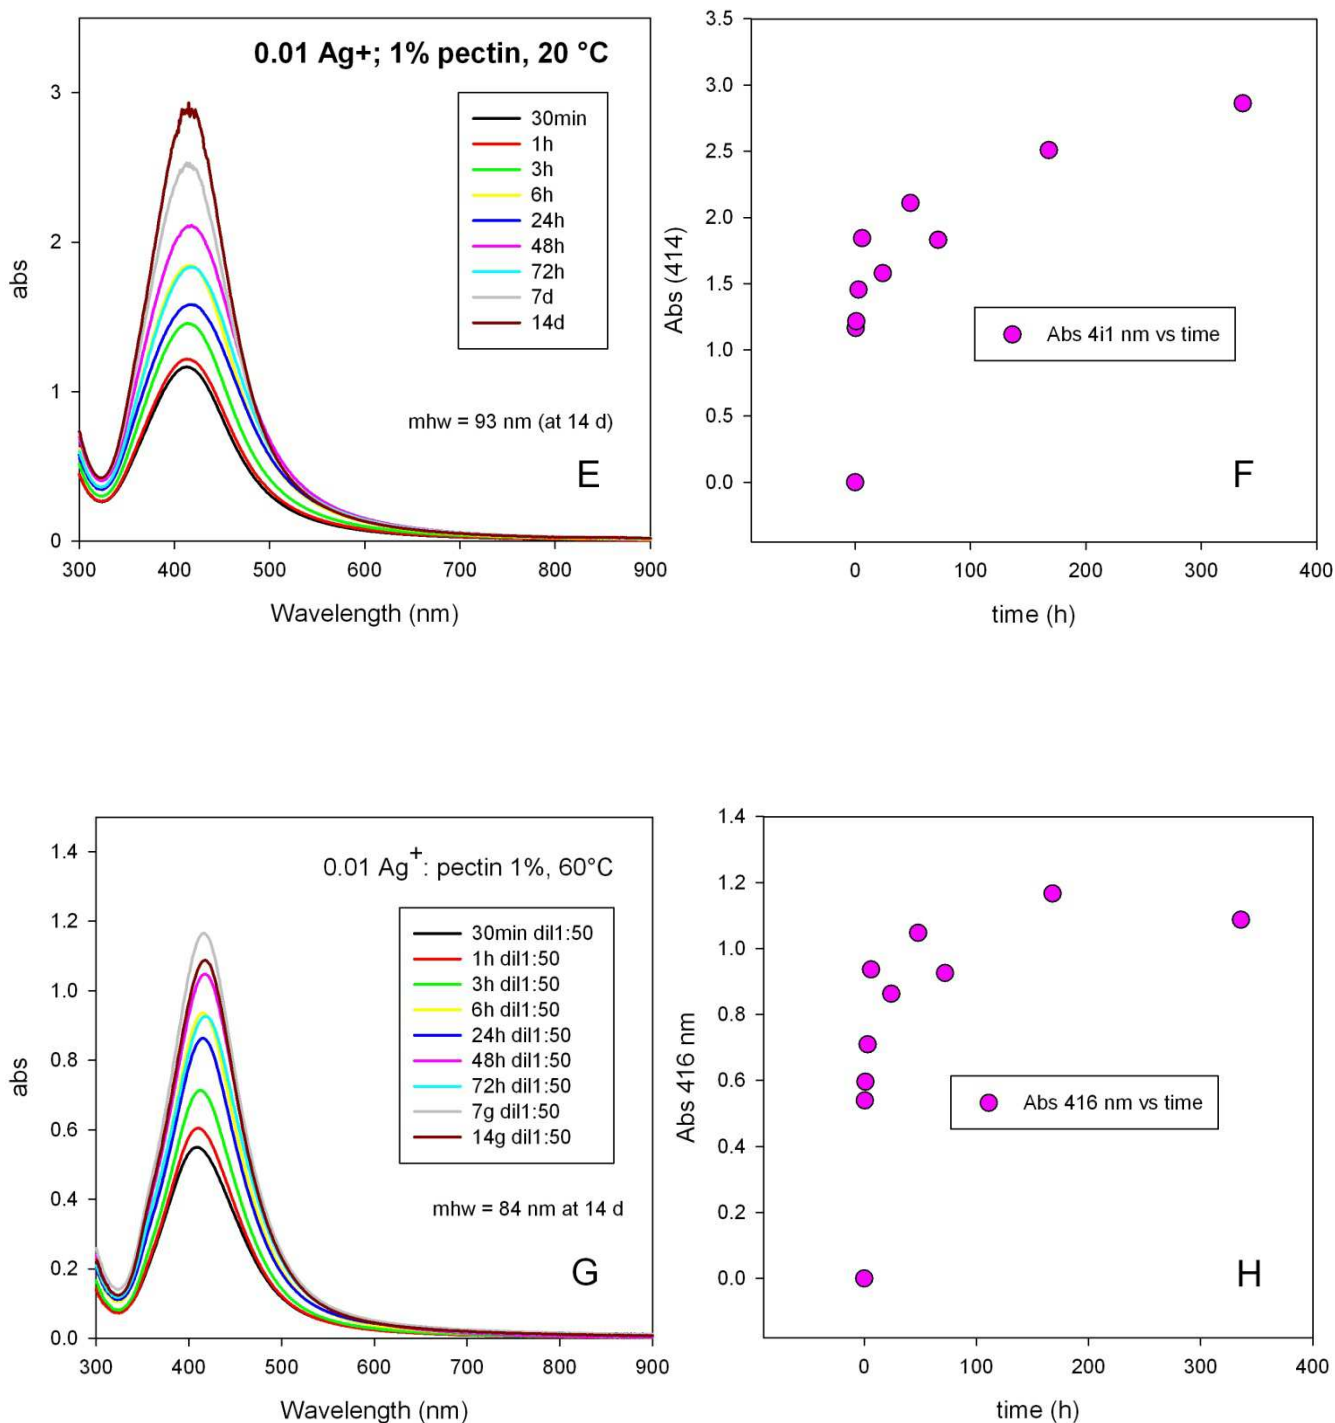 0.01 Ag+; 1% pectin, 20 °C
3
2
1
0
abs
30min
1h
3h
6h
24h
48h
72h
7d
14d
mhw = 93 nm (at 14 d)
E
300 400 500 600 700 800 900
Wavelength (nm)
3.5
3.0
2.5
2.0
1.5
1.0
0.5
0.0
Abs (414)
Abs 4i1 nm vs time
F
0 100 200 300 400
time (h)
0.01 Ag+: pectin 1%, 60°C
1.4
1.2
1.0
0.8
0.6
0.4
0.2
0.0
abs
30min dil1:50
1h dil1:50
3h dil1:50
6h dil1:50
24h dil1:50
48h dil1:50
72h dil1:50
7g dil1:50
14g dil1:50
mhw = 84 nm at 14 d
G
300 400 500 600 700 800 900
Wavelength (nm)
1.4
1.2
1.0
0.8
0.6
0.4
0.2
0.0
Abs 416 nm
Abs 416 nm vs time
H
0 100 200 300 400
time (h)